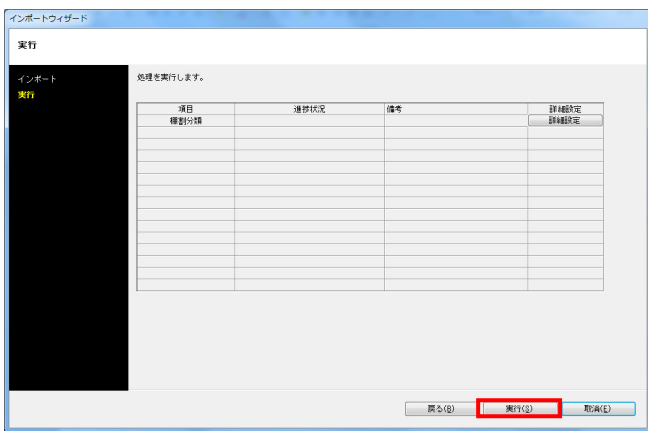 インポートウィザード
実行
インポート
実行
処理を実行します。
項目 進捗状況 備考 詳細設定
棚割分類 詳細設定
戻る(B) 実行(S) 取消(E)